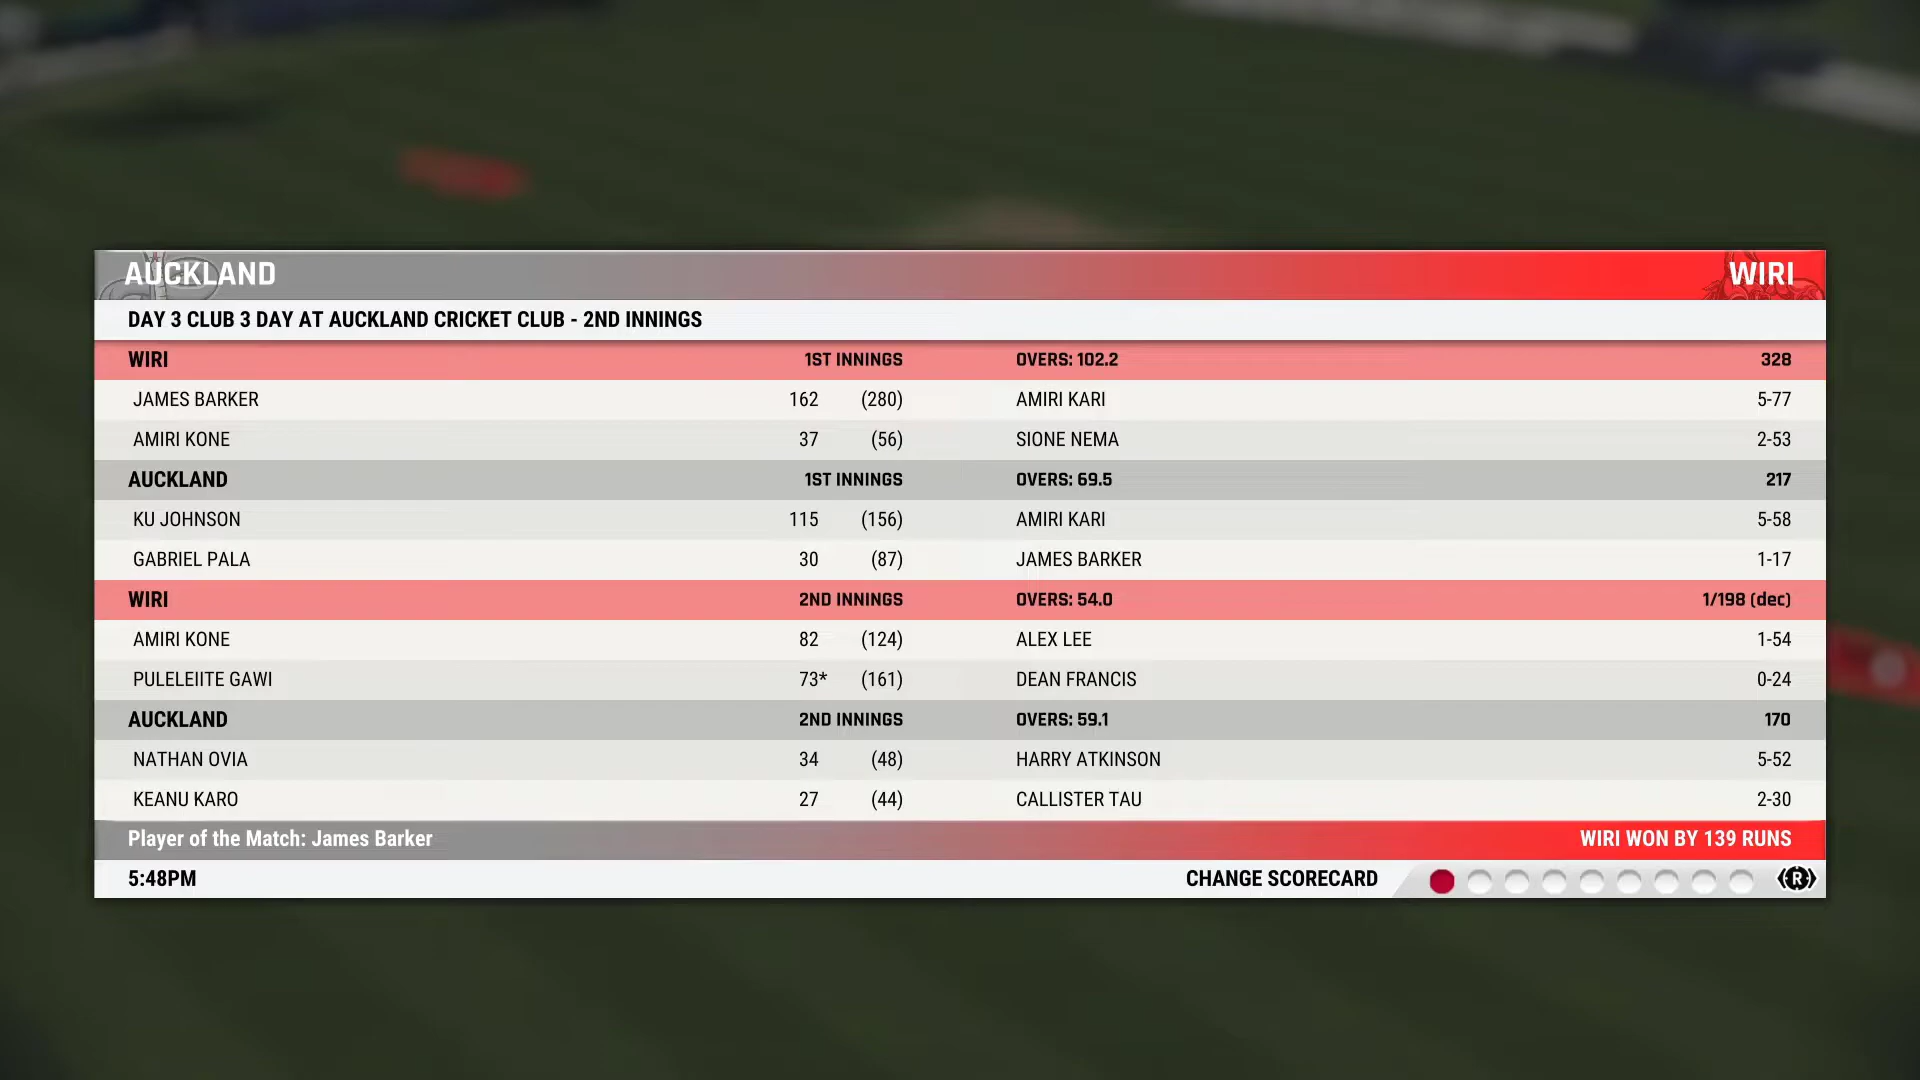 AUCKLAND WIRI
DAY 3 CLUB 3 DAY AT AUCKLAND CRICKET CLUB - 2ND INNINGS
WIRI 1ST INNINGS OVERS: 102.2 328
JAMES BARKER 162 (280) AMIRI KARI 5-77
AMIRI KONE 37 (56) SIONE NEMA 2-53
AUCKLAND 1ST INNINGS OVERS: 69.5 217
KU JOHNSON 115 (156) AMIRI KARI 5-58
GABRIEL PALA 30 (87) JAMES BARKER 1-17
WIRI 2ND INNINGS OVERS: 54.0 1/198 (dec)
AMIRI KONE 82 (124) ALEX LEE 1-54
PULELEIITE GAWI 73* (161) DEAN FRANCIS 0-24
AUCKLAND 2ND INNINGS OVERS: 59.1 170
NATHAN OVIA 34 (48) HARRY ATKINSON 5-52
KEANU KARO 27 (44) CALLISTER TAU 2-30
Player of the Match: James Barker WIRI WON BY 139 RUNS
5:48PM CHANGE SCORECARD R